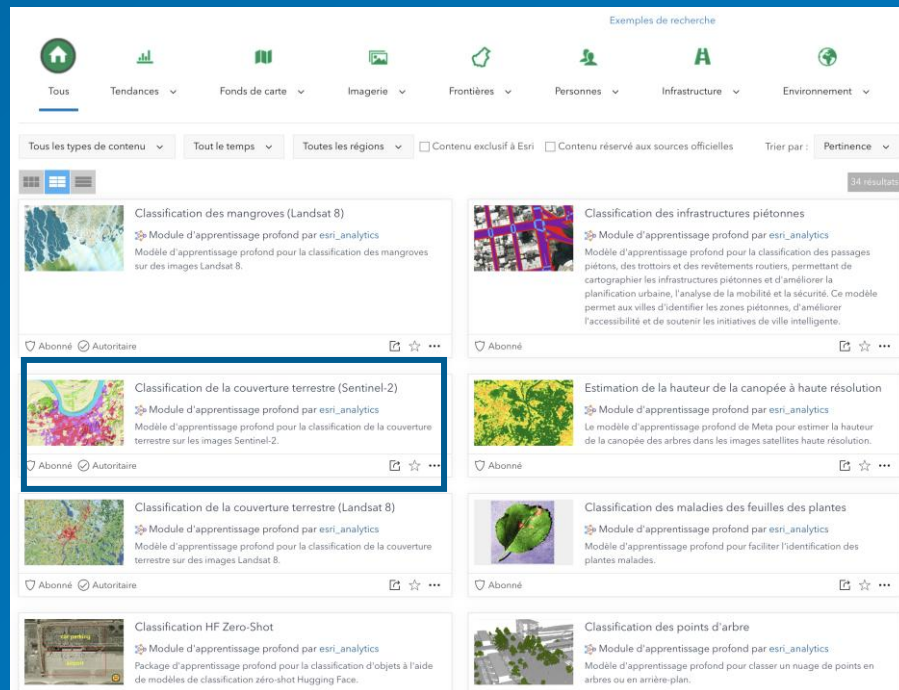 Exemples de recherche
Tous
Tendances
Fonds de carte
Imagerie
Frontières
Personnes
Infrastructure
Environnement
Tous les types de contenu
Tout le temps
Toutes les régions
Contenu exclusif à Esri
Contenu réservé aux sources officielles
Trier par :
Pertinence
34 résultats
Classification des mangroves (Landsat 8)
Module d'apprentissage profond par esri_analytics
Modèle d'apprentissage profond pour la classification des mangroves
sur des images Landsat 8.
Abonné
Autoritaire
Classification des infrastructures piétonnes
Module d'apprentissage profond par esri_analytics
Modèle d'apprentissage profond pour la classification des passages
piétons, des trottoirs et des revêtements routiers, permettant de
cartographier les infrastructures piétonnes et d'améliorer la
planification urbaine, l'analyse de la mobilité et la sécurité. Ce modèle
permet aux villes d'identifier les zones piétonnes, d'améliorer
l'accessibilité et de soutenir les initiatives de ville intelligente.
Abonné
Classification de la couverture terrestre (Sentinel-2)
Module d'apprentissage profond par esri_analytics
Modèle d'apprentissage profond pour la classification de la couverture
terrestre sur les images Sentinel-2.
Abonné
Autoritaire
Estimation de la hauteur de la canopée à haute résolution
Module d'apprentissage profond par esri_analytics
Le modèle d'apprentissage profond de Meta pour estimer la hauteur
de la canopée des arbres dans les images satellites haute résolution.
Abonné
Classification de la couverture terrestre (Landsat 8)
Module d'apprentissage profond par esri_analytics
Modèle d'apprentissage profond pour la classification de la couverture
terrestre sur des images Landsat 8.
Abonné
Autoritaire
Classification des maladies des feuilles des plantes
Module d'apprentissage profond par esri_analytics
Modèle d'apprentissage profond pour faciliter l'identification des
plantes malades.
Abonné
car parking
Classification HF Zero-Shot
Module d'apprentissage profond par esri_analytics
Package d'apprentissage profond pour la classification d'objets à l'aide
de modèles de classification zéro-shot Hugging Face.
Classification des points d'arbre
Module d'apprentissage profond par esri_analytics
Modèle d'apprentissage profond pour classer un nuage de points en
arbres ou en arrière-plan.